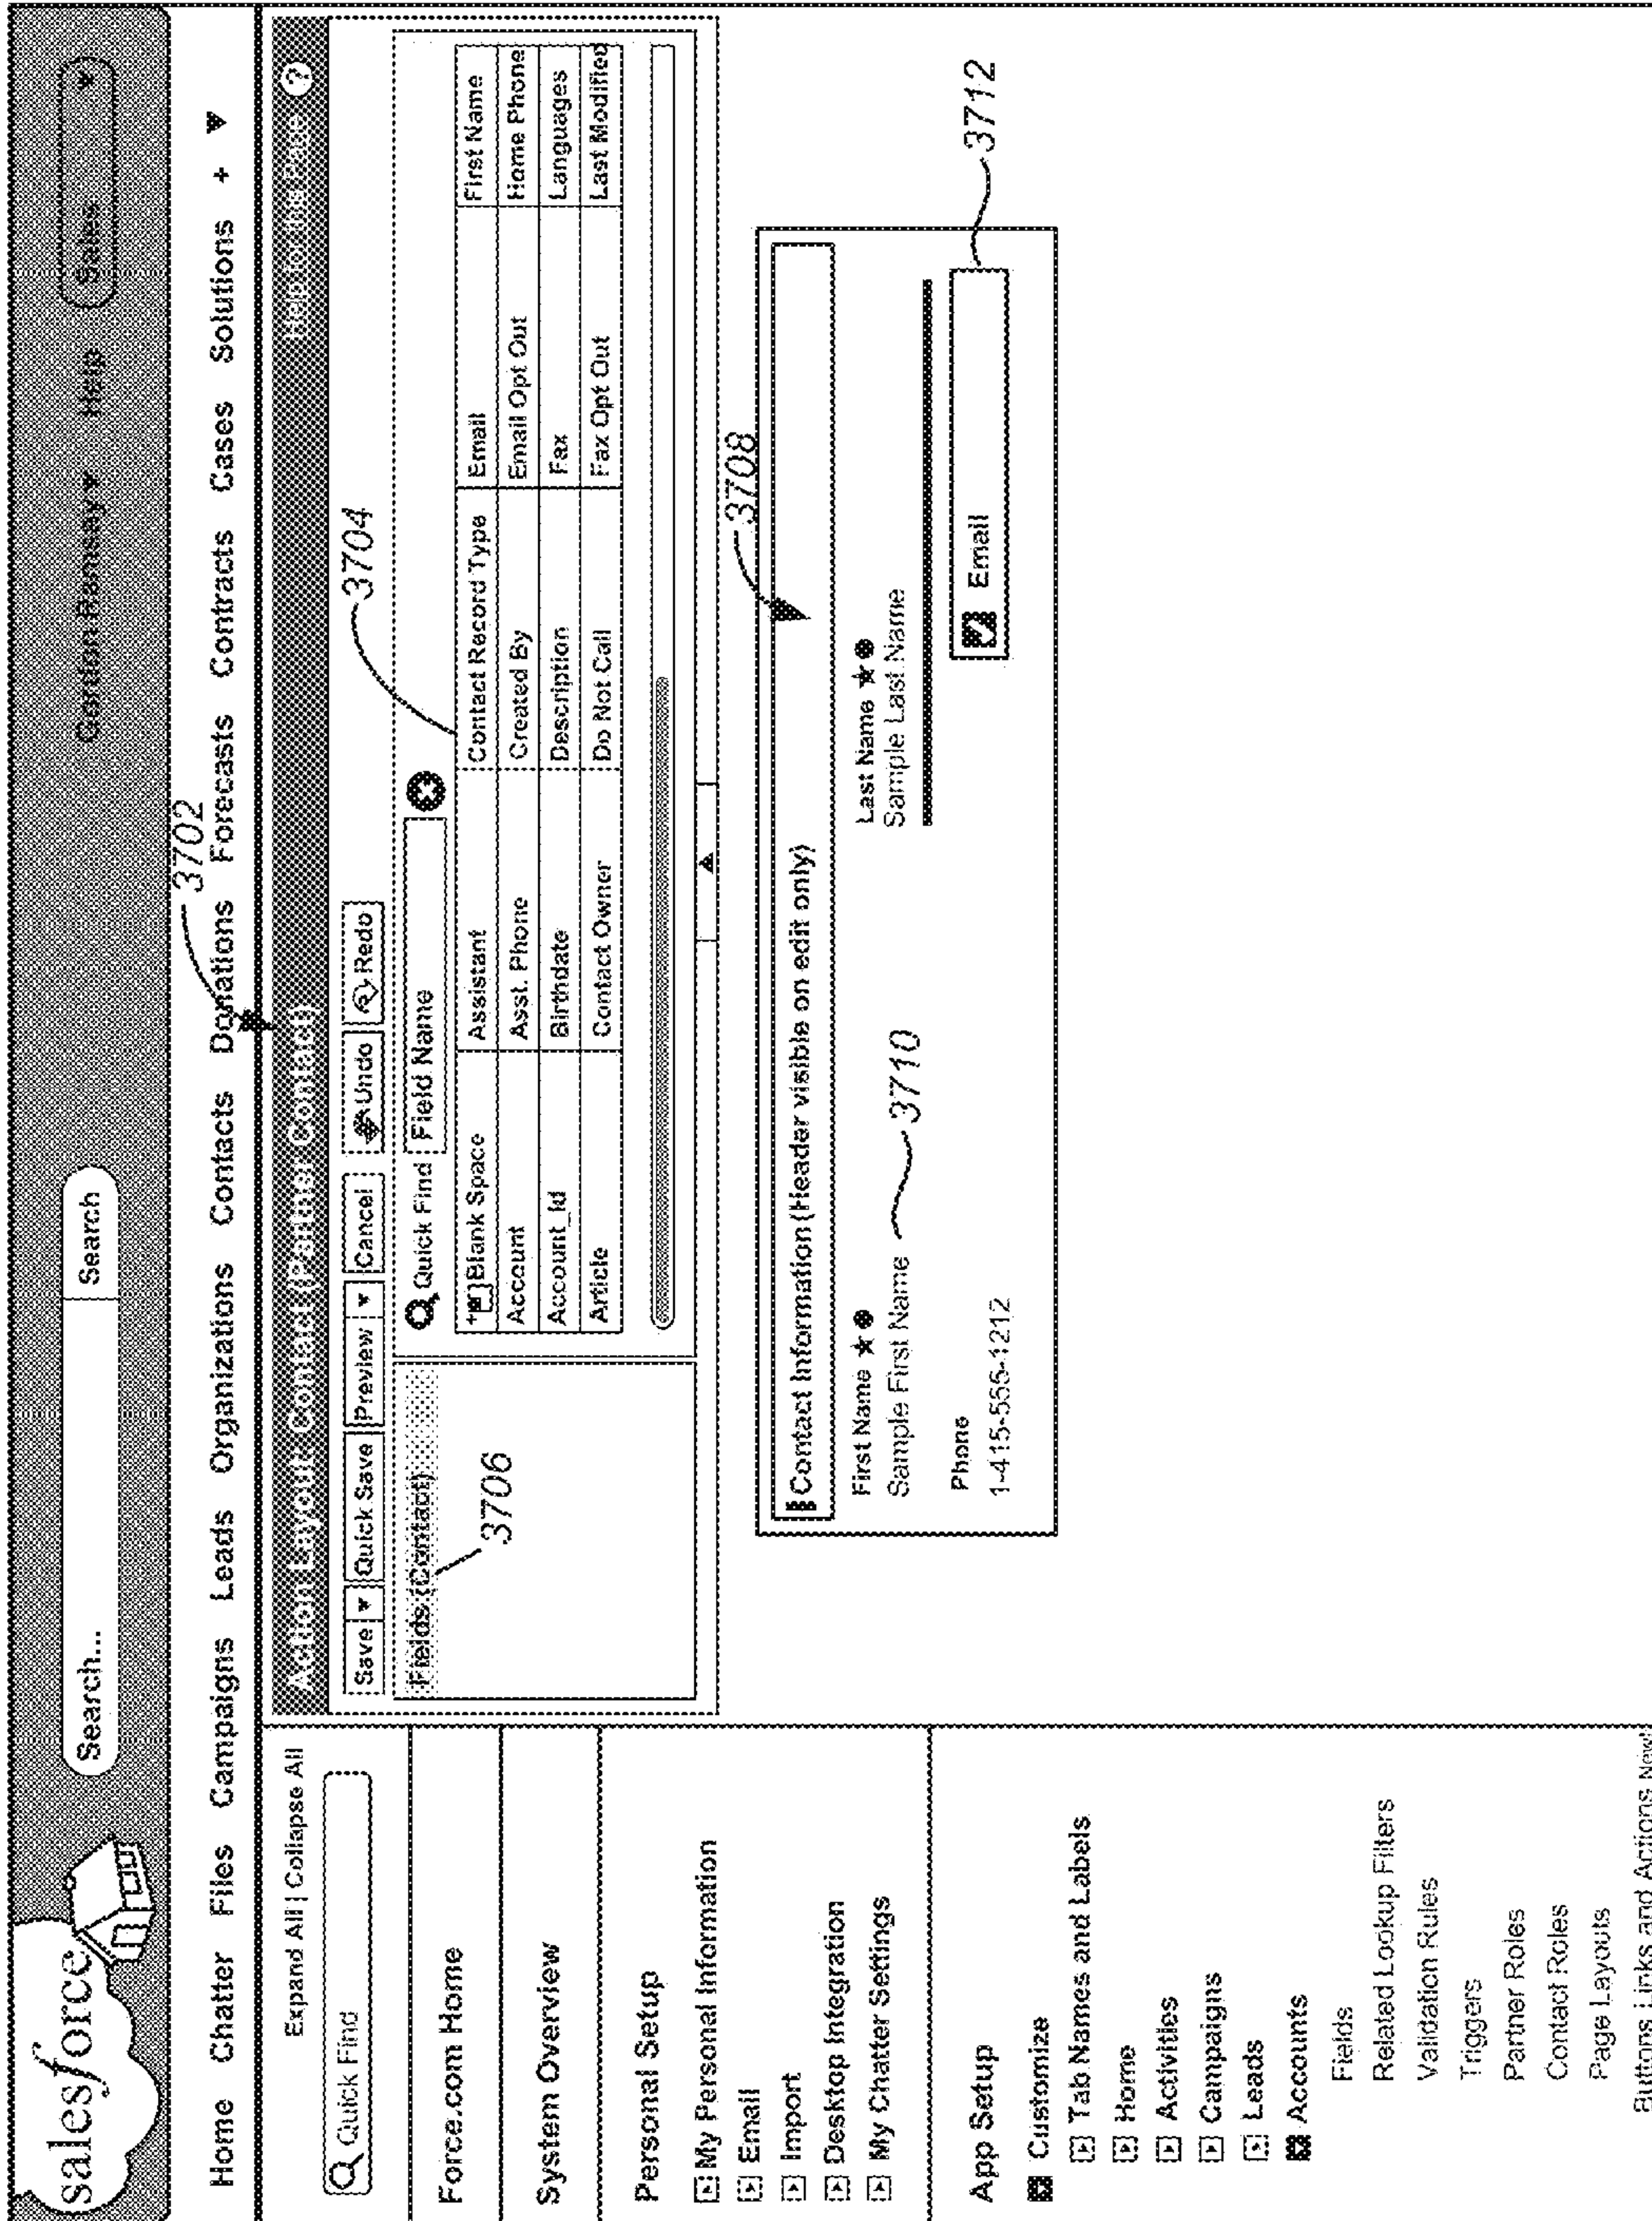 salesforce
Search... Search
Gordon Ramsay Help Sales
Home Chatter Files Campaigns Leads Organizations Contacts Donations Forecasts Contracts Cases Solutions +
3702
Expand All | Collapse All
Quick Find
Force.com Home
System Overview
Personal Setup
My Personal Information
Email
Import
Desktop Integration
My Chatter Settings
App Setup
Customize
Tab Names and Labels
Home
Activities
Campaigns
Leads
Accounts
Fields
Related Lookup Filters
Validation Rules
Triggers
Partner Roles
Contact Roles
Page Layouts
Buttons Links and Actions New!
Action Layout: Contact (Partner Contact) Help for this Page ?
Save Quick Save Preview Cancel Undo Redo
3704
Fields (Contact)
3706
Quick Find Field Name
Blank Space Assistant Contact Record Type Email First Name
Account Asst. Phone Created By Email Opt Out Home Phone
Account_Id Birthdate Description Fax Languages
Article Contact Owner Do Not Call Fax Opt Out Last Modified
3708
Contact Information (Header visible on edit only)
First Name Last Name
Sample First Name 3710 Sample Last Name
Phone Email 3712
1-415-555-1212